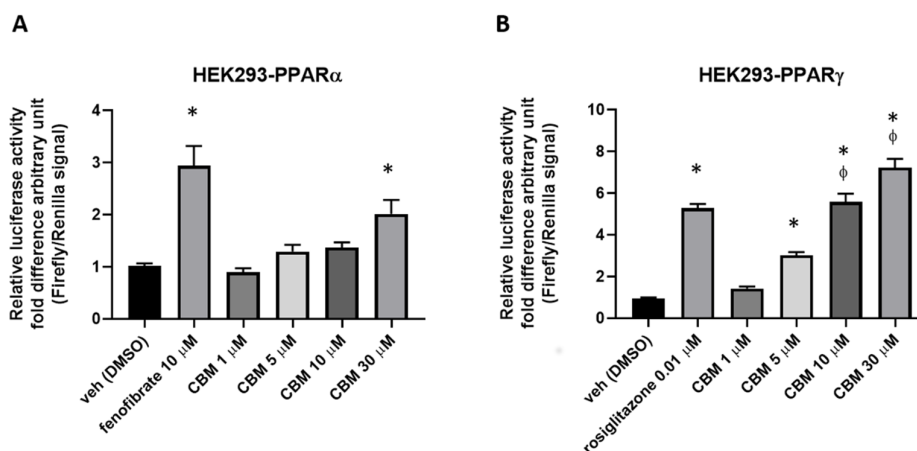 A
HEK293-PPARα
Relative luciferase activity
fold difference arbitrary unit
(Firefly/Renilla signal)
4
3
2
1
0
*
*
veh (DMSO)
fenofibrate 10 μM
CBM 1 μM
CBM 5 μM
CBM 10 μM
CBM 30 μM
B
HEK293-PPARγ
Relative luciferase activity
fold difference arbitrary unit
(Firefly/Renilla signal)
10
8
6
4
2
0
*
*
*
ϕ
*
ϕ
veh (DMSO)
rosiglitazone 0.01 μM
CBM 1 μM
CBM 5 μM
CBM 10 μM
CBM 30 μM